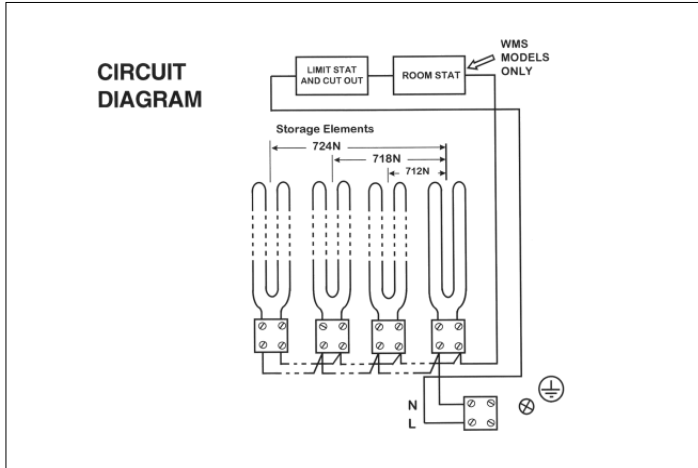 CIRCUIT
DIAGRAM
LIMIT STAT
AND CUT OUT
ROOM STAT
WMS
MODELS
ONLY
Storage Elements
724N
718N
712N
N
L